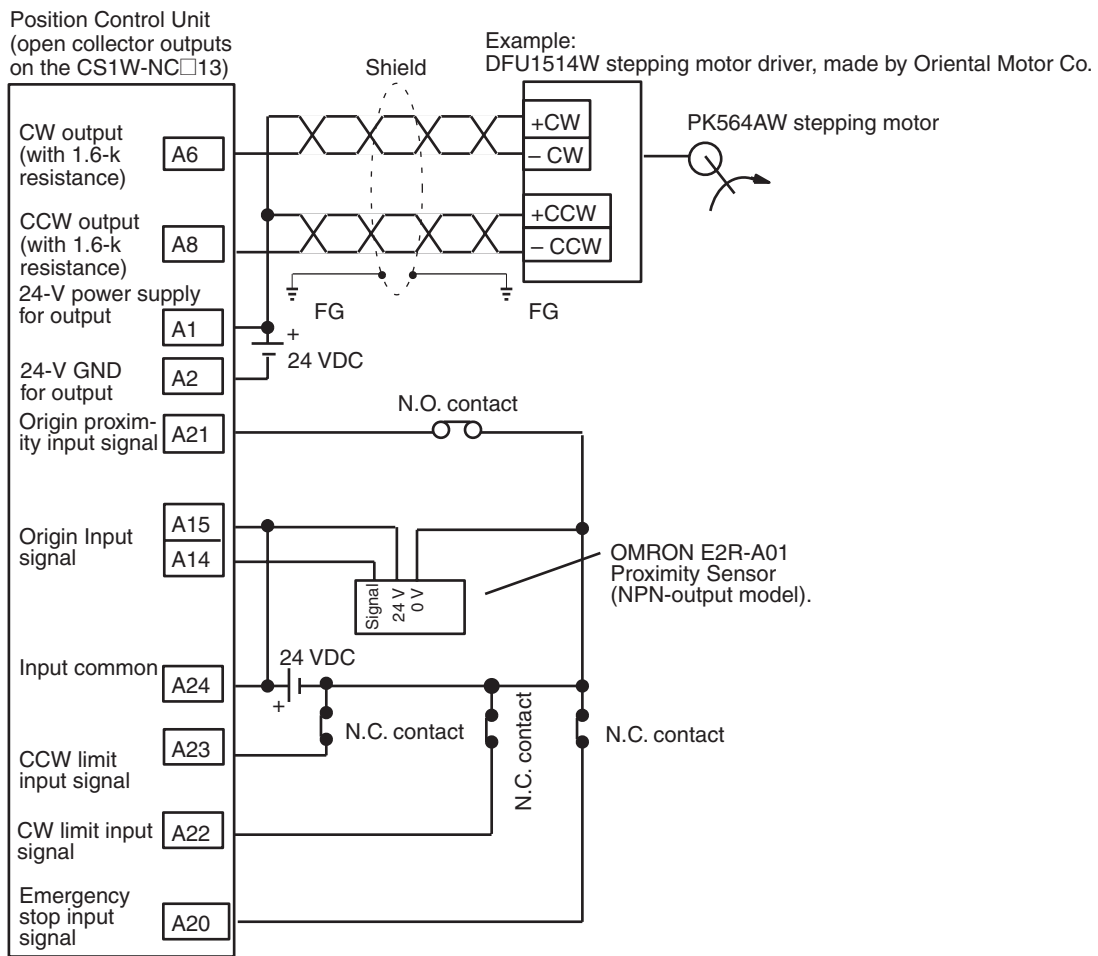 Position Control Unit
(open collector outputs
on the CS1W-NC□13)
Example:
DFU1514W stepping motor driver, made by Oriental Motor Co.
Shield
CW output
(with 1.6-k
resistance)
A6
+CW
– CW
PK564AW stepping motor
CCW output
(with 1.6-k
resistance)
A8
+CCW
– CCW
FG
FG
24-V power supply
for output
A1
+
24 VDC
24-V GND
for output
A2
Origin proxim-
ity input signal
A21
N.O. contact
Origin Input
signal
A15
A14
Signal
24 V
0 V
OMRON E2R-A01
Proximity Sensor
(NPN-output model).
Input common
A24
24 VDC
+
CCW limit
input signal
A23
N.C. contact
N.C. contact
N.C. contact
CW limit input
signal
A22
Emergency
stop input
signal
A20